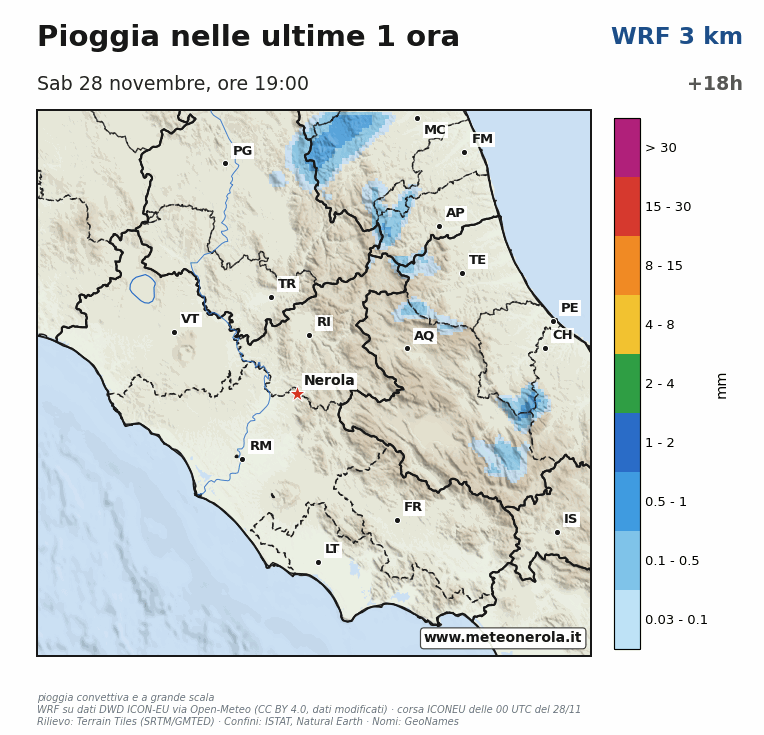 Pioggia nelle ultime 1 ora
WRF 3 km
Sab 28 novembre, ore 19:00
+18h
MC
FM
PG
AP
TE
TR
PE
VT
RI
AQ
CH
Nerola
RM
FR
IS
LT
www.meteonerola.it
> 30
15 - 30
8 - 15
4 - 8
2 - 4
1 - 2
0.5 - 1
0.1 - 0.5
0.03 - 0.1
mm
pioggia convettiva e a grande scala
WRF su dati DWD ICON-EU via Open-Meteo (CC BY 4.0, dati modificati) · corsa ICONEU delle 00 UTC del 28/11
Rilievo: Terrain Tiles (SRTM/GMTED) · Confini: ISTAT, Natural Earth · Nomi: GeoNames